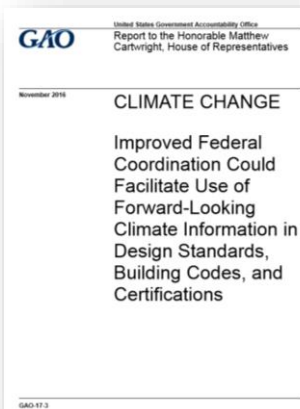 United States Government Accountability Office
GAO
Report to the Honorable Matthew
Cartwright, House of Representatives
November 2016
CLIMATE CHANGE
Improved Federal
Coordination Could
Facilitate Use of
Forward-Looking
Climate Information in
Design Standards,
Building Codes, and
Certifications
GAO-17-3